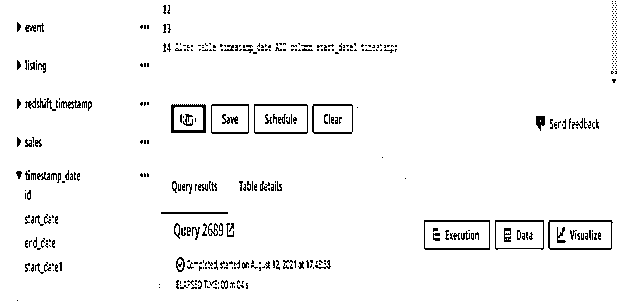 12
event
13
14 Alter table timestamp_date ADD column start_date1 timestamp;
listing
redshift_timestamp
Run
Save
Schedule
Clear
Send feedback
sales
timestamp_date
Query results
Table details
id
start_date
Query 2689
Execution
Data
Visualize
end_date
start_date1
Completed, started on August 12, 2021 at 17:
ELAPSED TIME: 00 m 04 s